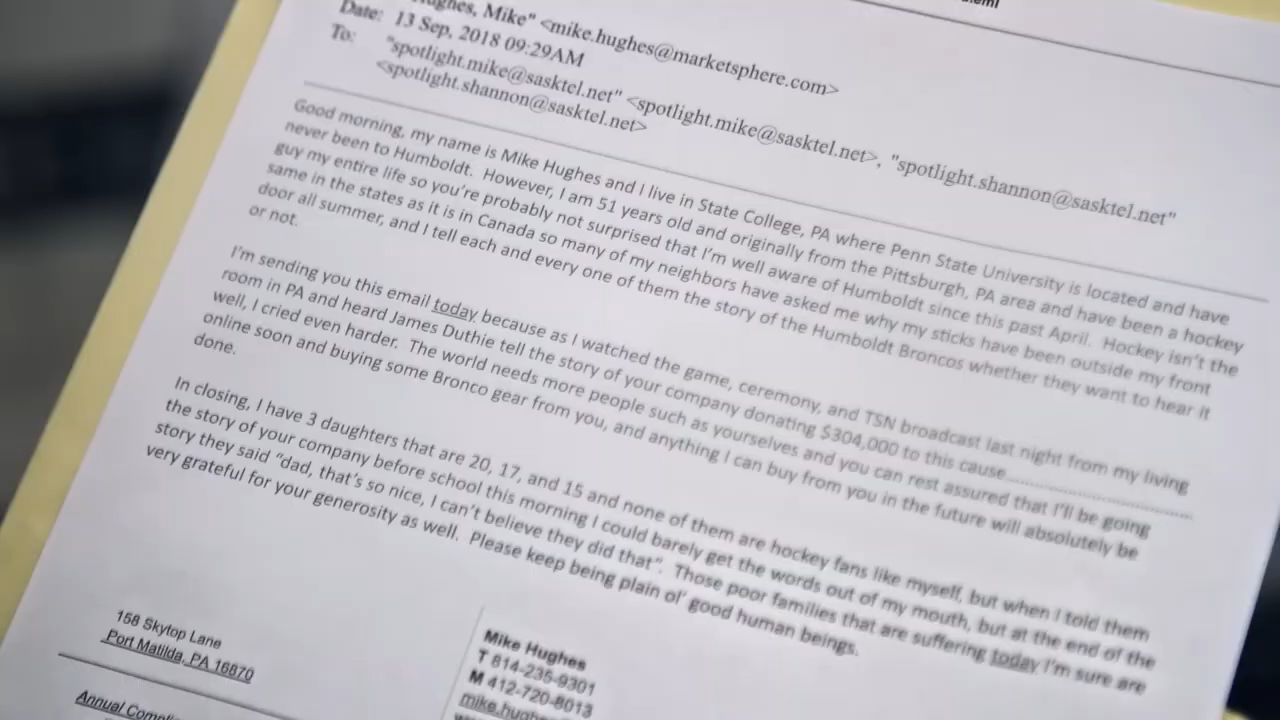 .eml
ughes, Mike" <mike.hughes@marketsphere.com>
Date: 13 Sep, 2018 09:29AM
To: "spotlight.mike@sasktel.net" <spotlight.mike@sasktel.net>, "spotlight.shannon@sasktel.net"
<spotlight.shannon@sasktel.net>
Good morning, my name is Mike Hughes and I live in State College, PA where Penn State University is located and have
never been to Humboldt. However, I am 51 years old and originally from the Pittsburgh, PA area and have been a hockey
guy my entire life so you're probably not surprised that I'm well aware of Humboldt since this past April. Hockey isn't the
same in the states as it is in Canada so many of my neighbors have asked me why my sticks have been outside my front
door all summer, and I tell each and every one of them the story of the Humboldt Broncos whether they want to hear it
or not.
I'm sending you this email today because as I watched the game, ceremony, and TSN broadcast last night from my living
room in PA and heard James Duthie tell the story of your company donating $304,000 to this cause...............................
well, I cried even harder. The world needs more people such as yourselves and you can rest assured that I'll be going
online soon and buying some Bronco gear from you, and anything I can buy from you in the future will absolutely be
done.
In closing, I have 3 daughters that are 20, 17, and 15 and none of them are hockey fans like myself, but when I told them
the story of your company before school this morning I could barely get the words out of my mouth, but at the end of the
story they said "dad, that's so nice, I can't believe they did that". Those poor families that are suffering today I'm sure are
very grateful for your generosity as well. Please keep being plain ol' good human beings.
158 Skytop Lane
Port Matilda, PA 16870
Mike Hughes
T 814-235-9301
M 412-720-8013
mike.hughe
Annual Compli